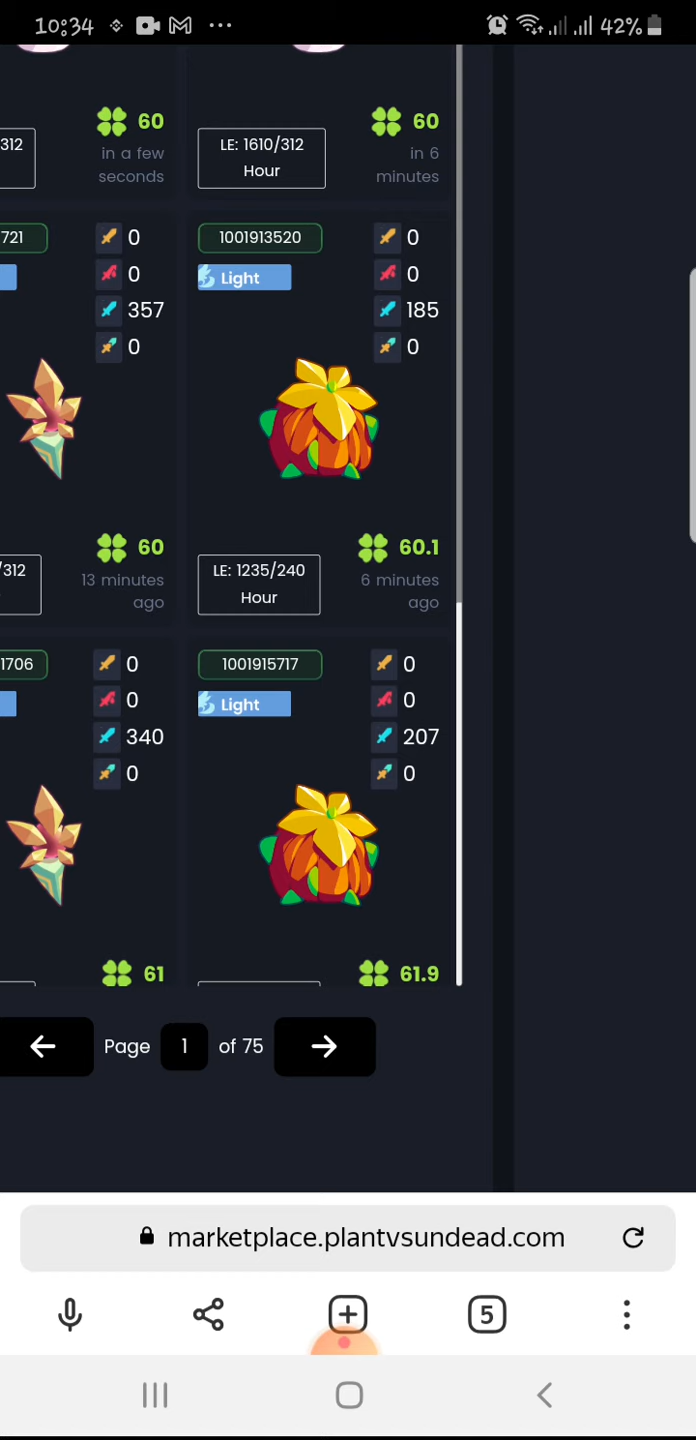 10:34
42%
60
60
312
LE: 1610/312
Hour
in a few
seconds
in 6
minutes
721
0
0
357
0
1001913520
Light
0
0
185
0
60
60.1
/312
13 minutes
ago
LE: 1235/240
Hour
6 minutes
ago
1706
0
0
340
0
1001915717
Light
0
0
207
0
61
61.9
Page 1 of 75
marketplace.plantvsundead.com
5